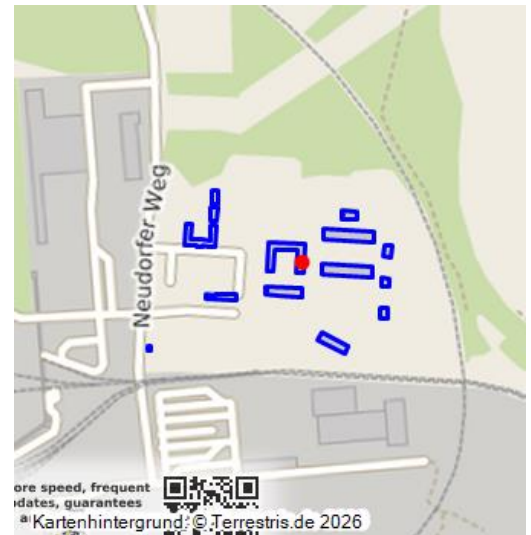 Neudorfer Weg
ore speed, frequent
dates, guarantees
a
Kartenhintergrund: © Terrestris.de 2026